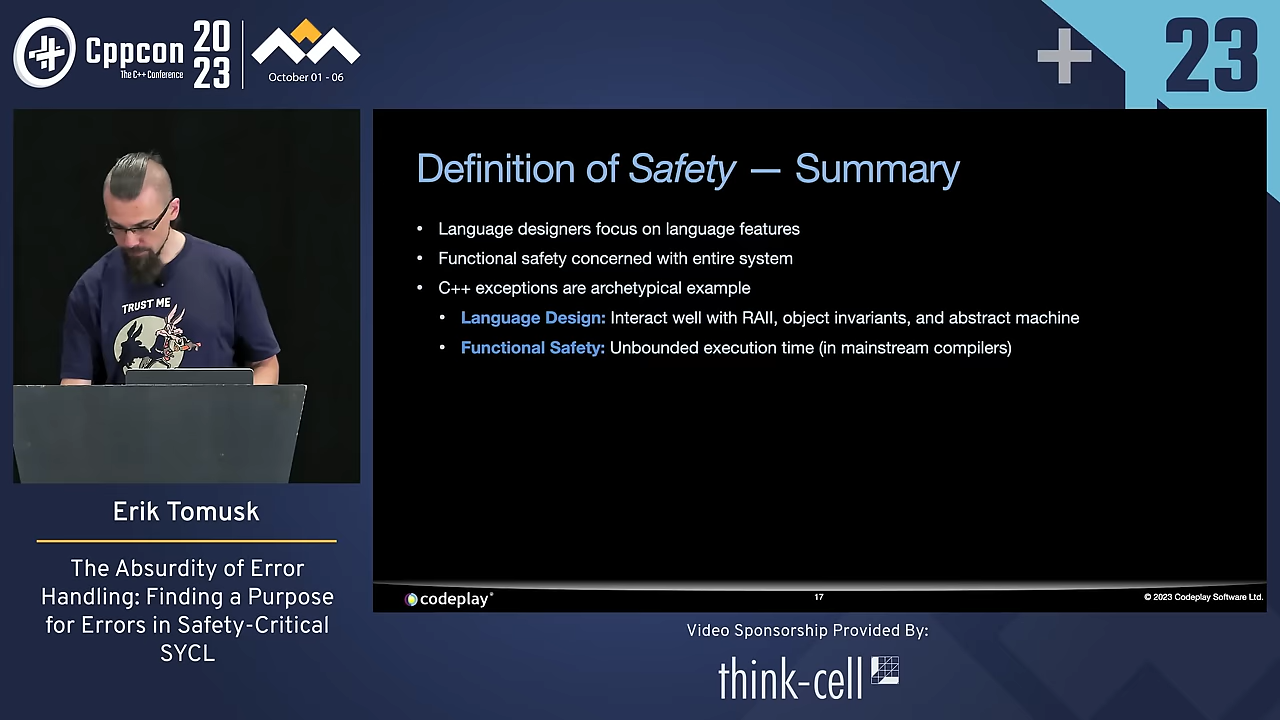 Cppcon
The C++ Conference
20
23
October 01 - 06
23
TRUST ME
Definition of Safety — Summary
• Language designers focus on language features
• Functional safety concerned with entire system
• C++ exceptions are archetypical example
• Language Design: Interact well with RAII, object invariants, and abstract machine
• Functional Safety: Unbounded execution time (in mainstream compilers)
codeplay®
17
© 2023 Codeplay Software Ltd.
Erik Tomusk
The Absurdity of Error
Handling: Finding a Purpose
for Errors in Safety-Critical
SYCL
Video Sponsorship Provided By:
think-cell